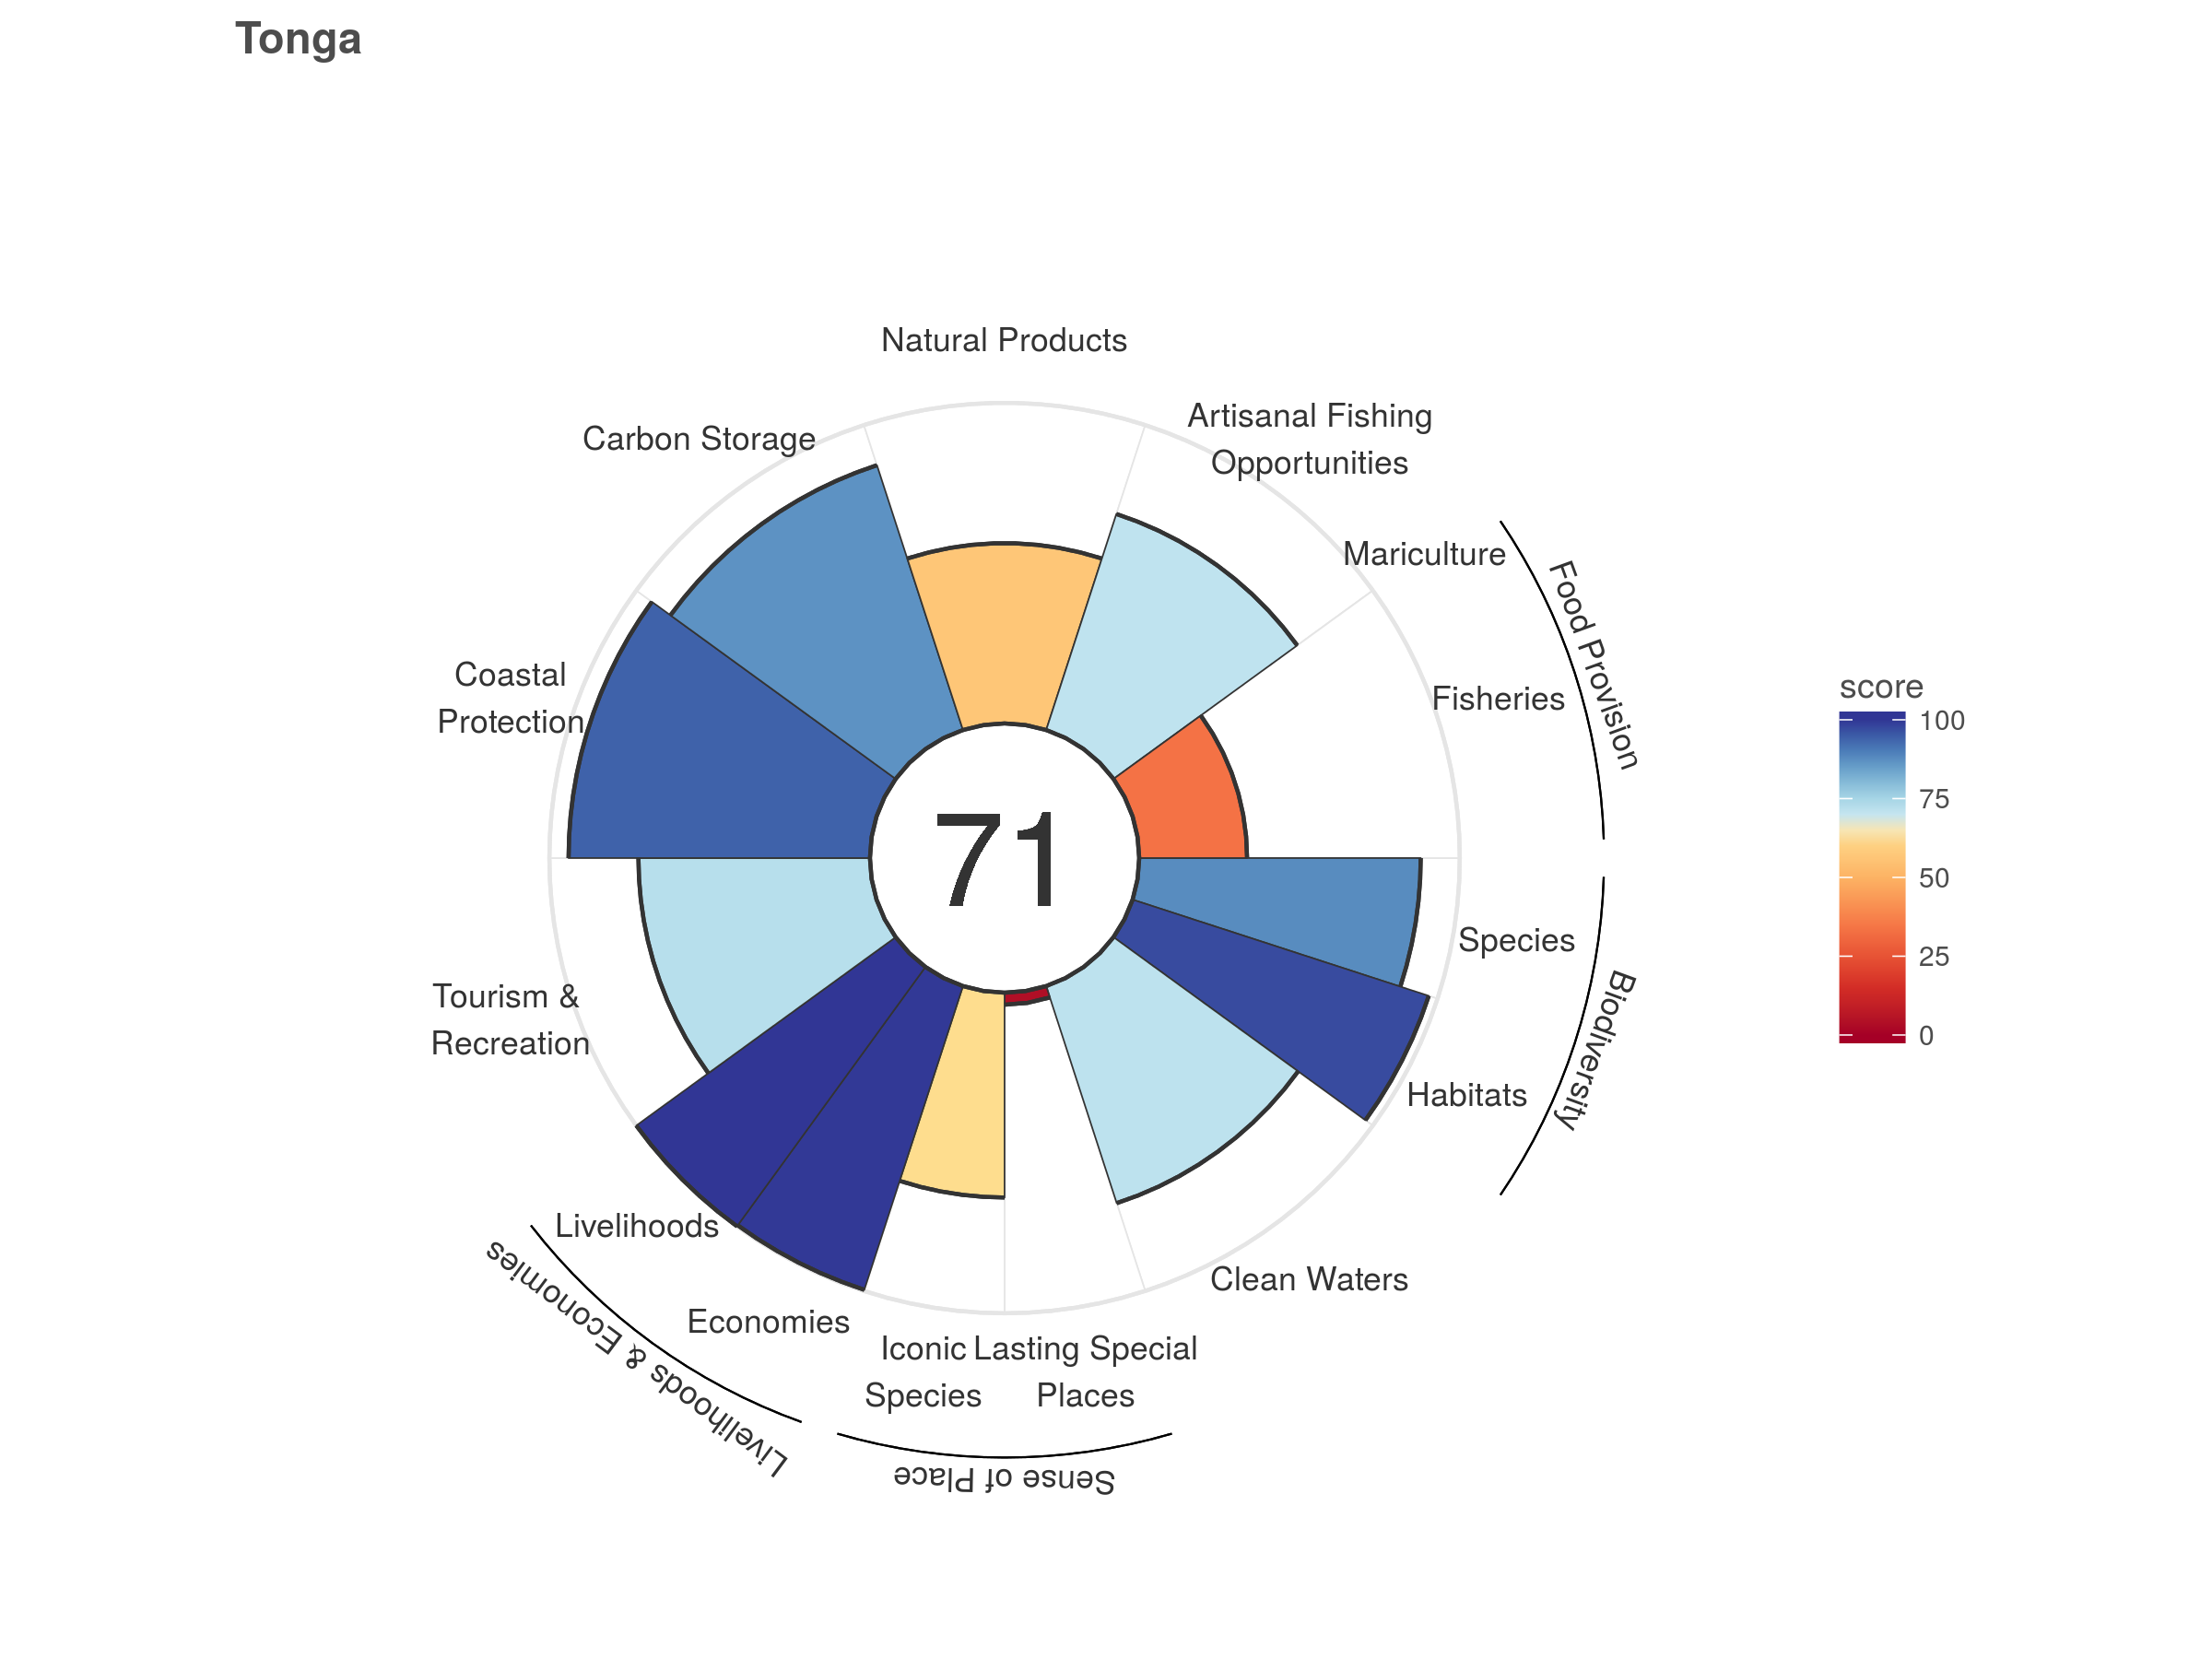 Tonga
Natural Products
Artisanal Fishing
Opportunities
Carbon Storage
Mariculture
Food Provision
Fisheries
Coastal
Protection
71
score
100
75
50
25
0
Species
Biodiversity
Habitats
Tourism &
Recreation
Livelihoods
Economies
Livelihoods & Economies
Clean Waters
Iconic
Species
Lasting Special
Places
Sense of Place